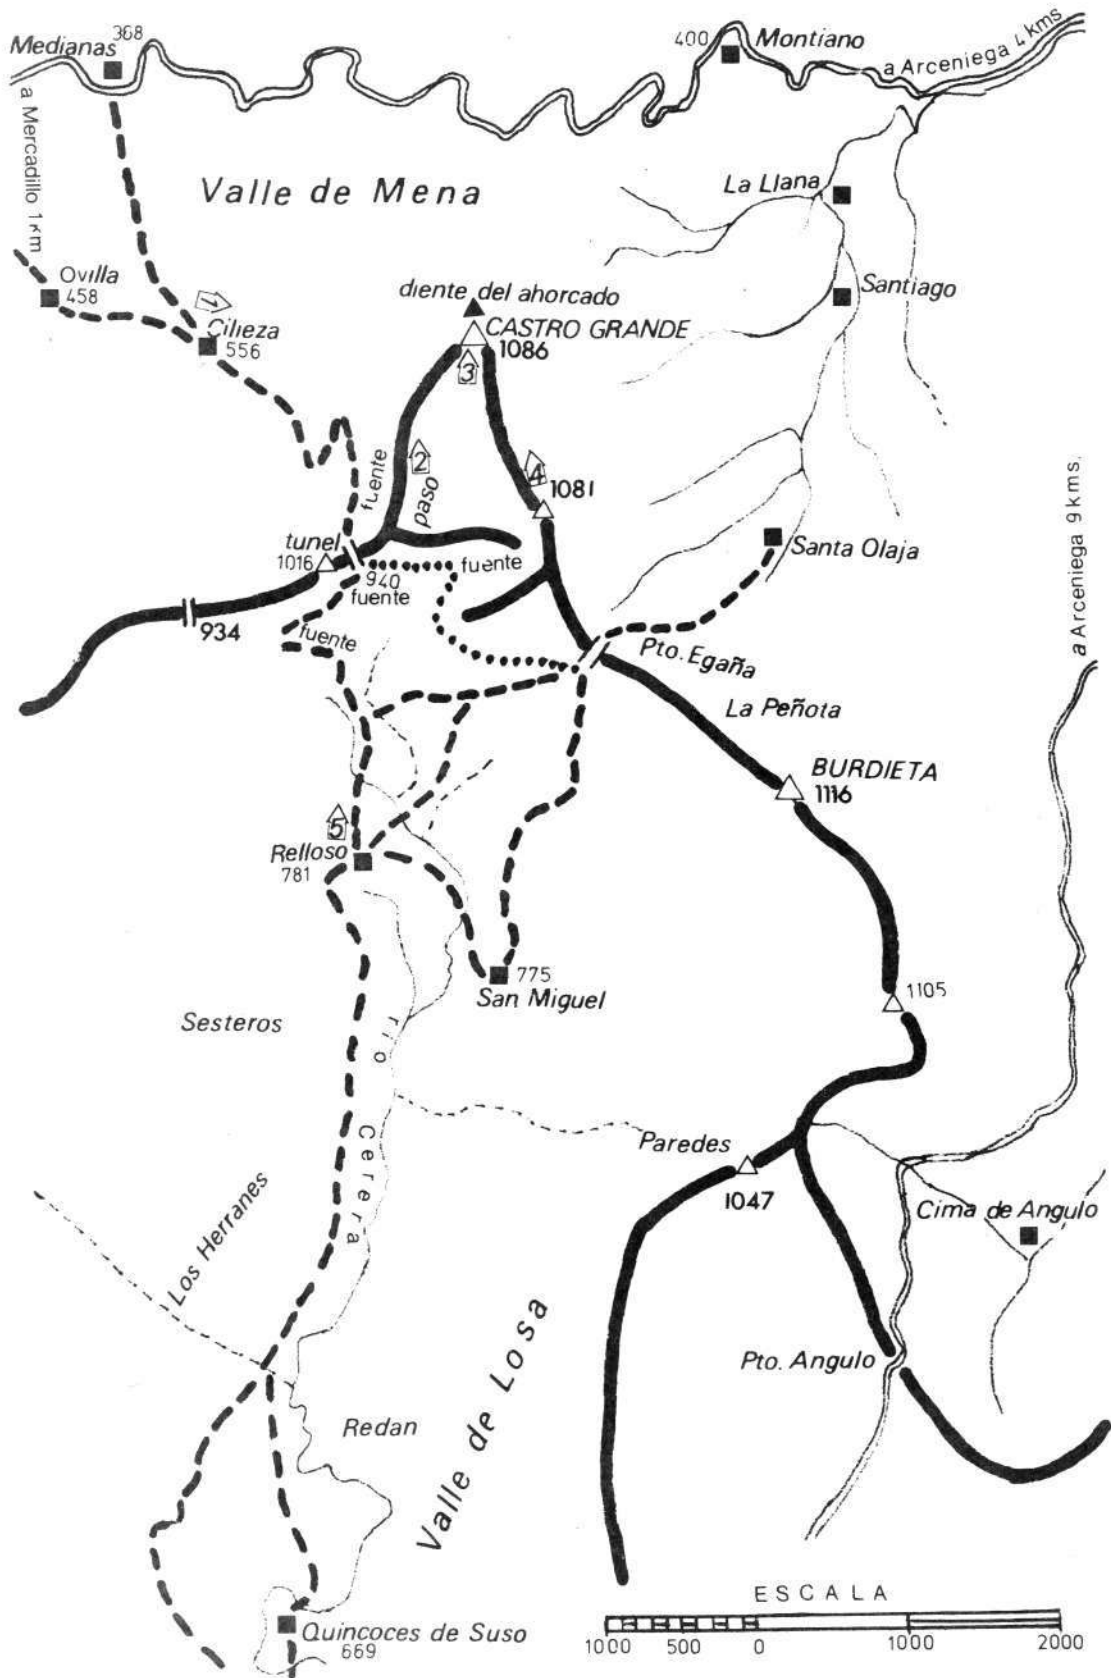 368
Medianas
400
Montiano
a Arceniega 4 kms
a Mercadillo 1 Km
Valle de Mena
La Llana
Ovilla
458
Santiago
1
Cilieza
556
diente del ahorcado
CASTRO GRANDE
1086
3
2
fuente
paso
4
1081
a Arceniega 9 kms.
tunel
1016
940
fuente
fuente
Santa Olaja
934
fuente
Pto. Egaña
La Peñota
BURDIETA
1116
5
Relloso
781
775
San Miguel
1105
Sesteros
río Cerera
Paredes
1047
Cima de Angulo
Los Herranes
Valle de Losa
Pto. Angulo
Redan
ESCALA
1000 500 0 1000 2000
Quincoces de Suso
669